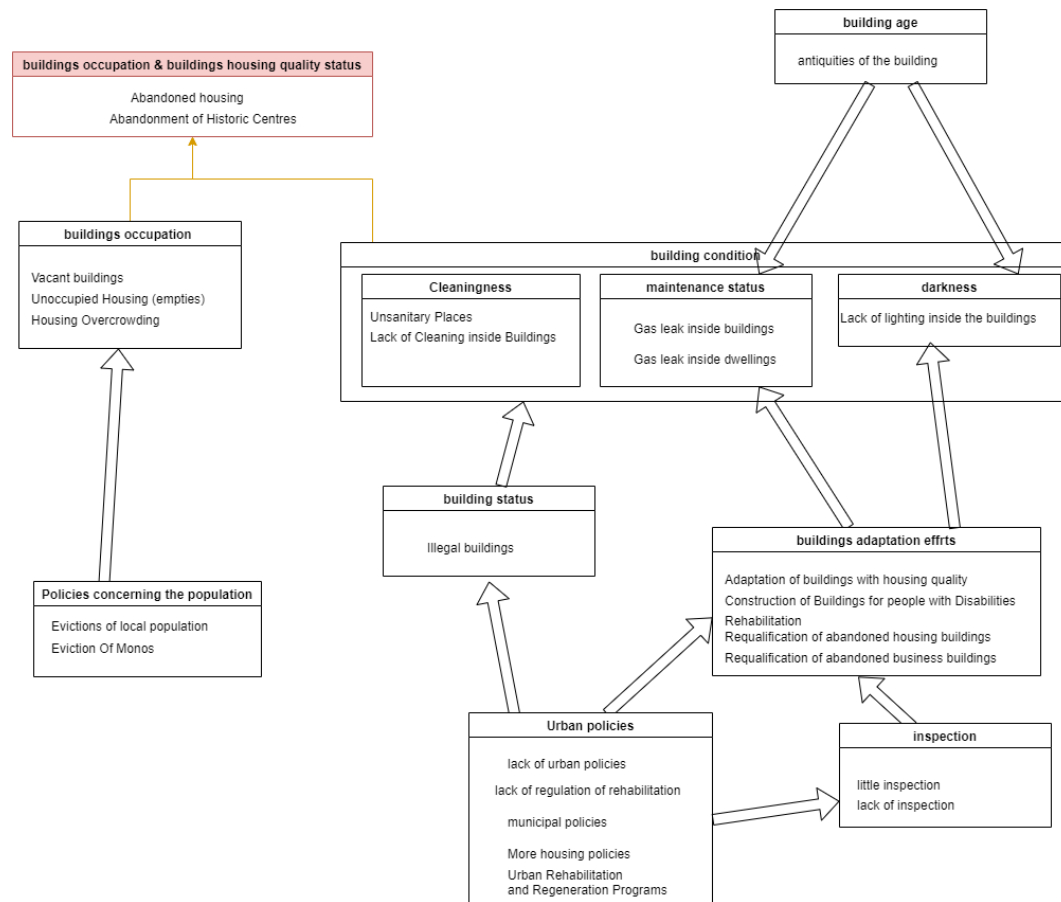 building age
antiquities of the building
buildings occupation & buildings housing quality status
Abandoned housing
Abandonment of Historic Centres
buildings occupation
Vacant buildings
Unoccupied Housing (empties)
Housing Overcrowding
building condition
Cleaningness
Unsanitary Places
Lack of Cleaning inside Buildings
maintenance status
Gas leak inside buildings
Gas leak inside dwellings
darkness
Lack of lighting inside the buildings
building status
Illegal buildings
buildings adaptation effrts
Adaptation of buildings with housing quality
Construction of Buildings for people with Disabilities
Rehabilitation
Requalification of abandoned housing buildings
Requalification of abandoned business buildings
Policies concerning the population
Evictions of local population
Eviction Of Monos
Urban policies
lack of urban policies
lack of regulation of rehabilitation
municipal policies
More housing policies
Urban Rehabilitation
and Regeneration Programs
inspection
little inspection
lack of inspection